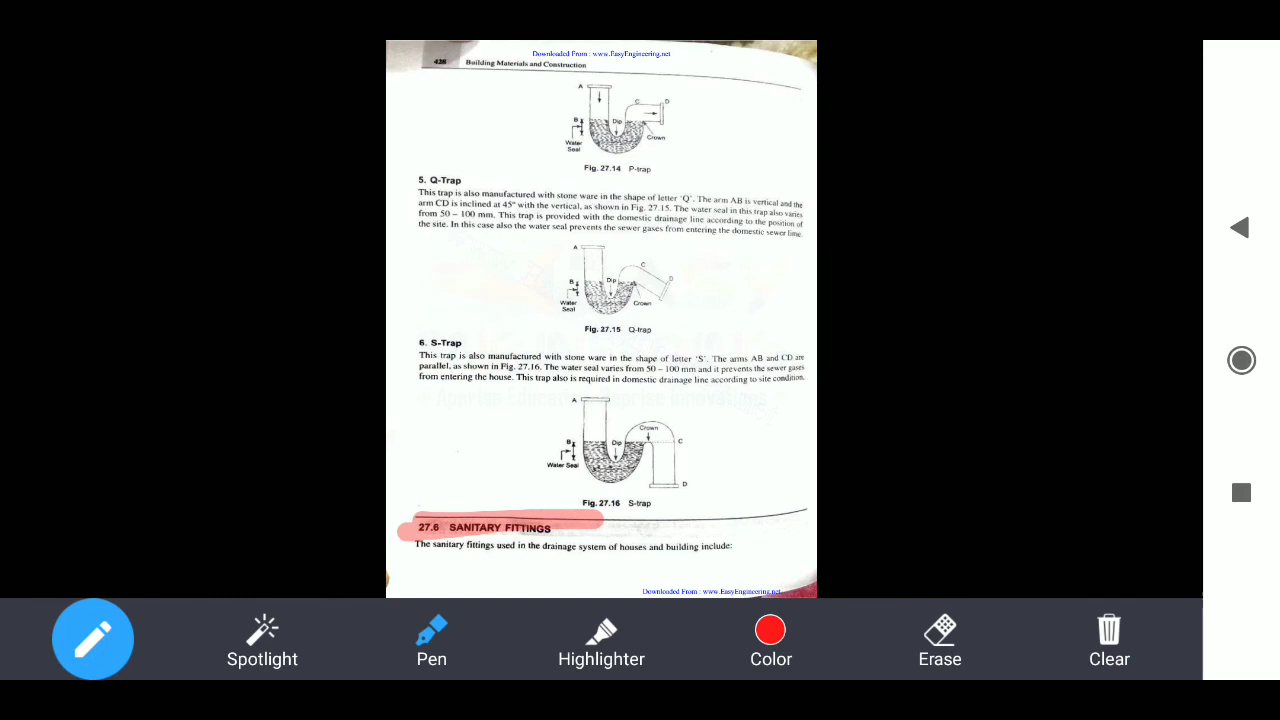 Downloaded From : www.EasyEngineering.net
428 Building Materials and Construction
A
C D
B Dip
Water Seal
Crown
Fig. 27.14 P-trap
5. Q-Trap
This trap is also manufactured with stone ware in the shape of letter 'Q'. The arm AB is vertical and the
arm CD is inclined at 45° with the vertical, as shown in Fig. 27.15. The water seal in this trap also varies
from 50 – 100 mm. This trap is provided with the domestic drainage line according to the position of
the site. In this case also the water seal prevents the sewer gases from entering the domestic sewer line.
A
C
B Dip D
Water Seal
Crown
Fig. 27.15 Q-trap
6. S-Trap
This trap is also manufactured with stone ware in the shape of letter 'S'. The arms AB and CD are
parallel, as shown in Fig. 27.16. The water seal varies from 50 – 100 mm and it prevents the sewer gases
from entering the house. This trap also is required in domestic drainage line according to site condition.
A
Crown
B Dip C
Water Seal
D
Fig. 27.16 S-trap
27.6 SANITARY FITTINGS
The sanitary fittings used in the drainage system of houses and building include:
Downloaded From : www.EasyEngineering.net
Spotlight Pen Highlighter Color Erase Clear